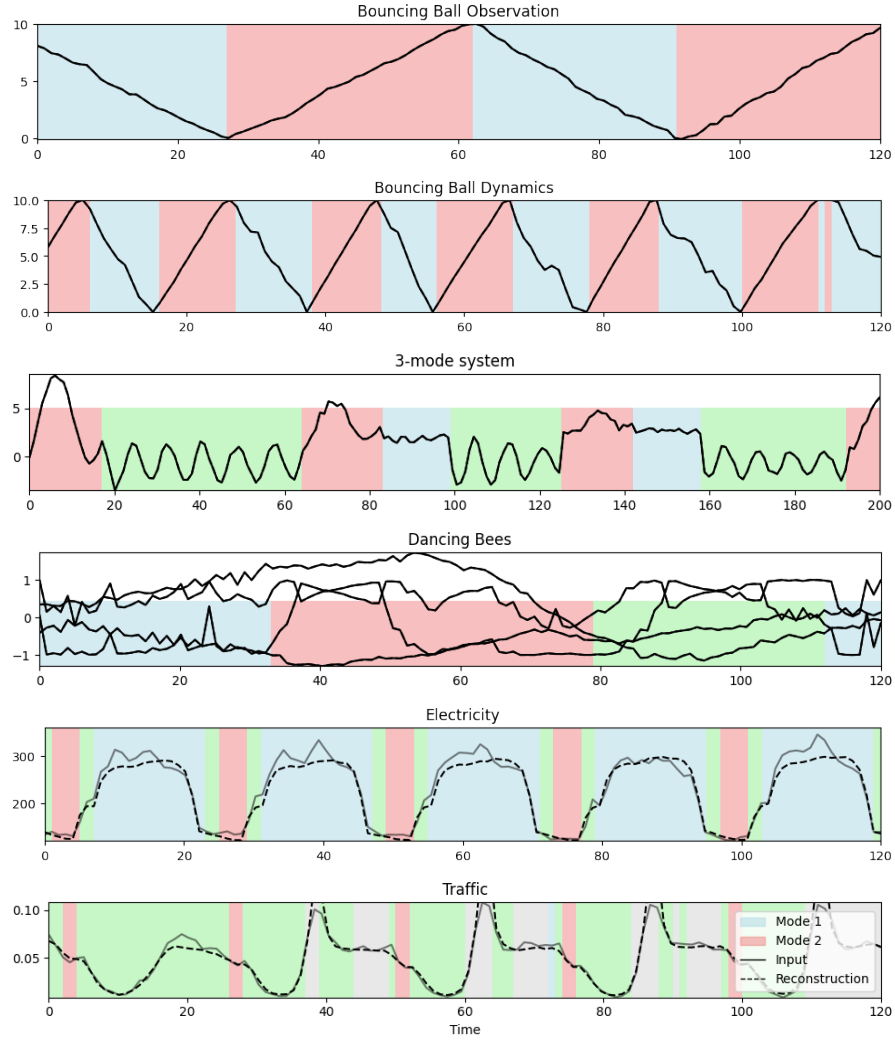 Bouncing Ball Observation
10
5
0
0 20 40 60 80 100 120
Bouncing Ball Dynamics
10.0
7.5
5.0
2.5
0.0
0 20 40 60 80 100 120
3-mode system
5
0
0 20 40 60 80 100 120 140 160 180 200
Dancing Bees
1
0
−1
0 20 40 60 80 100 120
Electricity
300
200
0 20 40 60 80 100 120
Traffic
0.10
0.05
Mode 1
Mode 2
Input
Reconstruction
0 20 40 60 80 100 120
Time